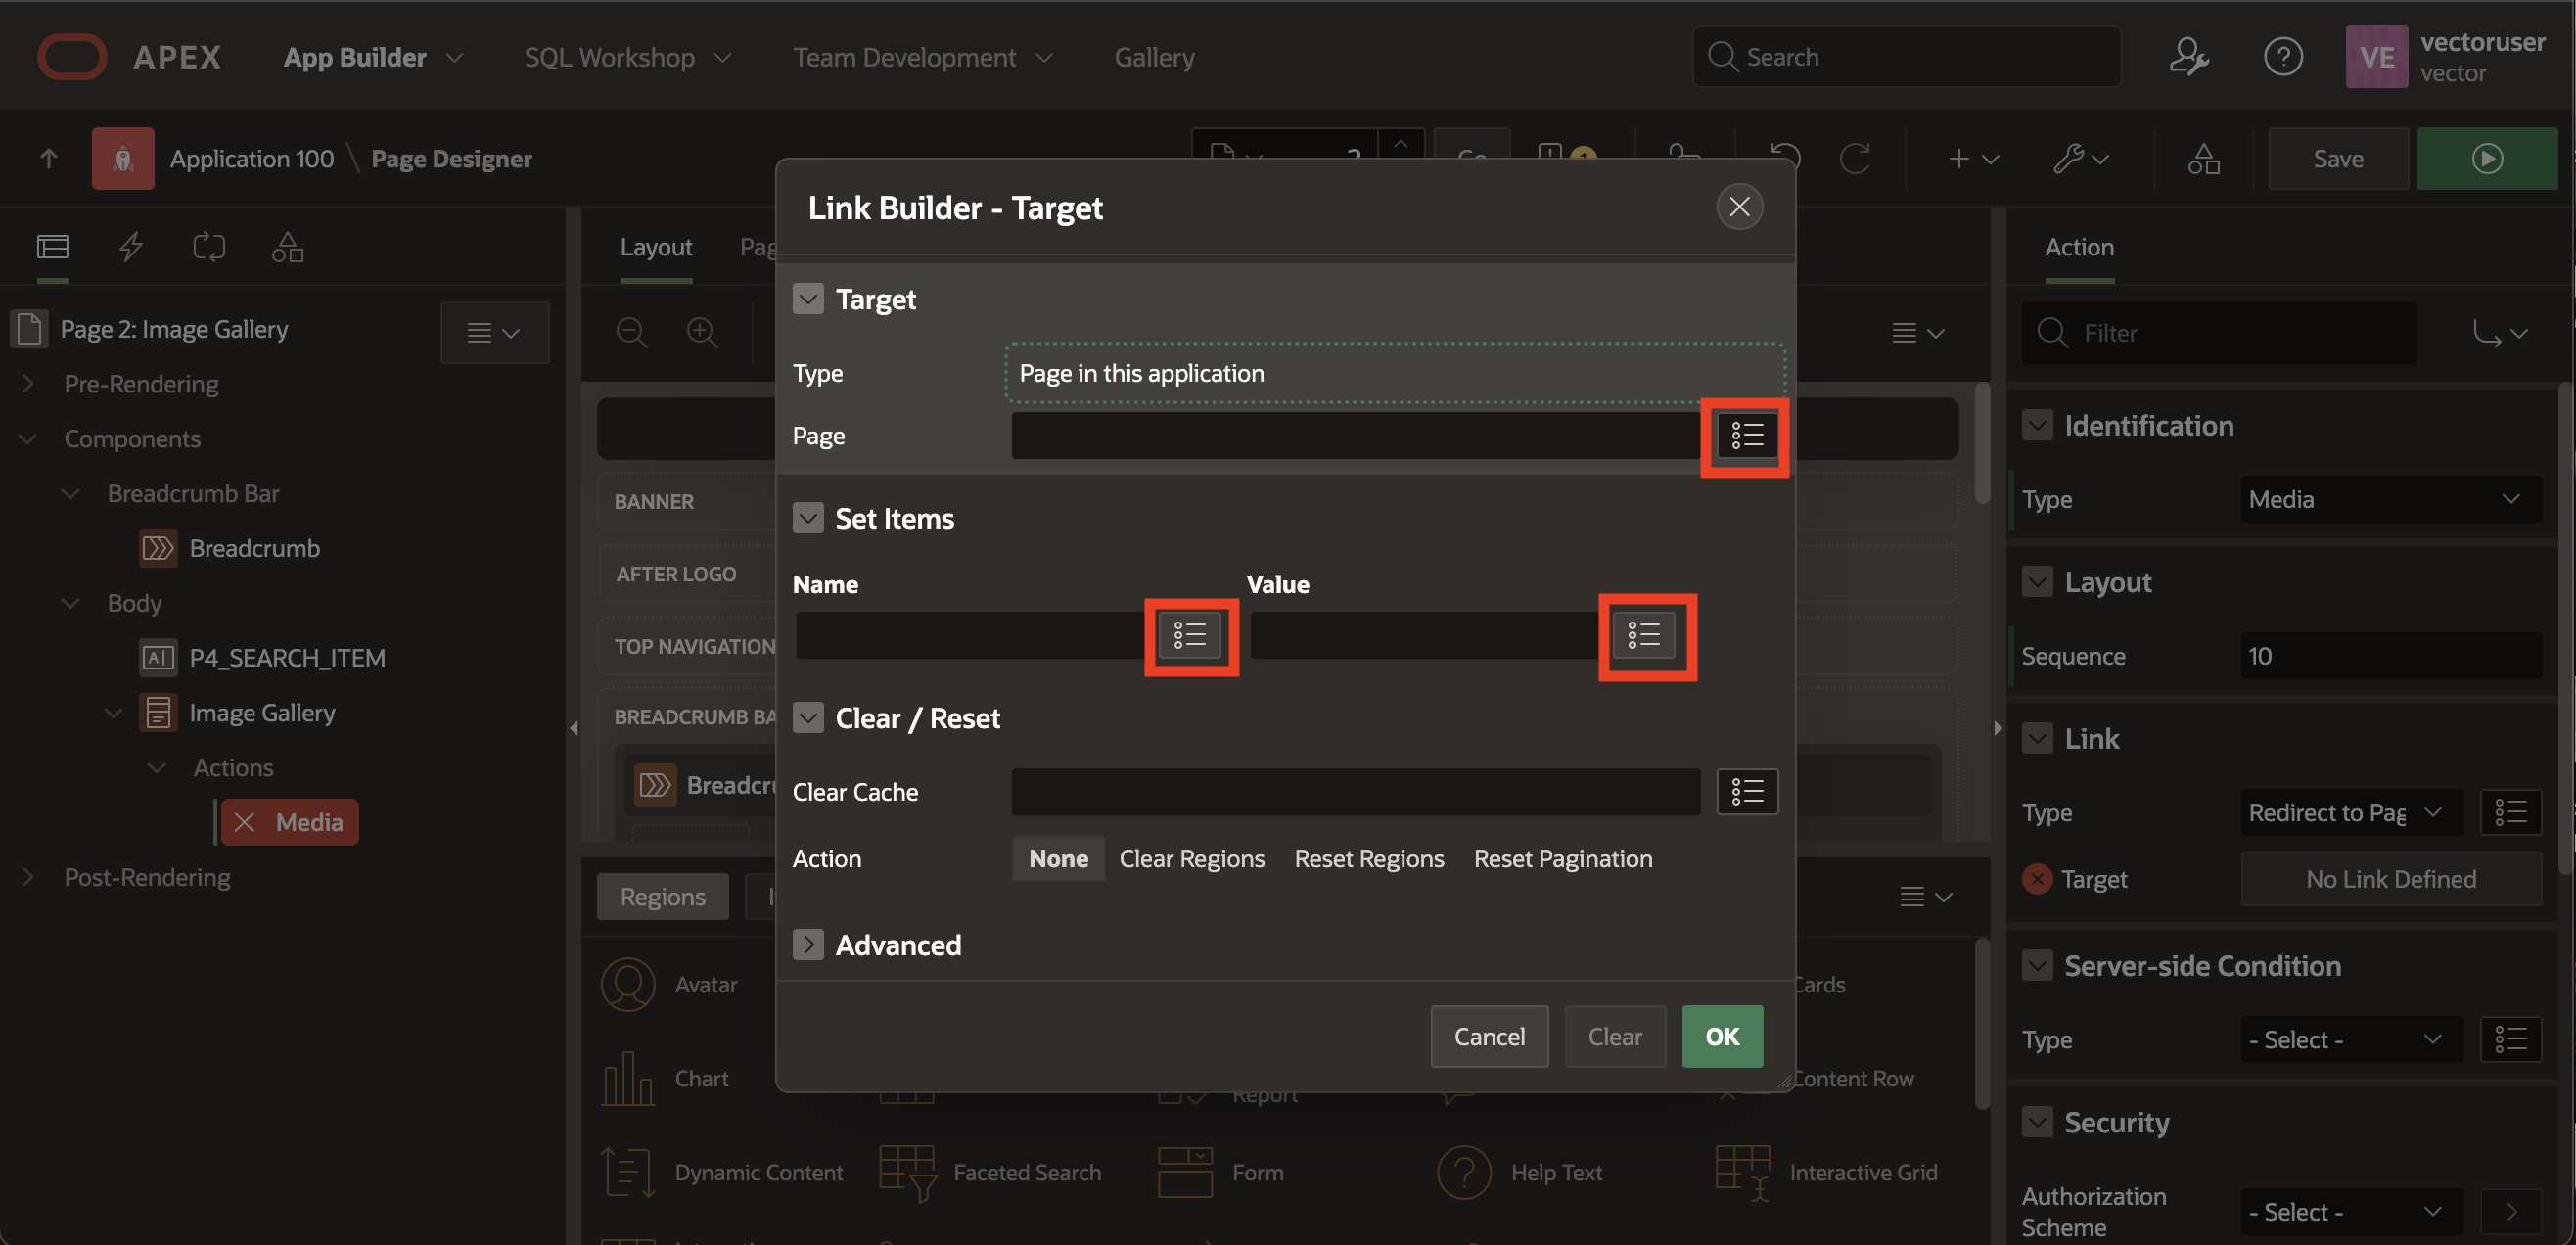 APEX
App Builder
SQL Workshop
Team Development
Gallery
Search
VE
vectoruser
vector
Application 100 \ Page Designer
Save
Page 2: Image Gallery
Pre-Rendering
Components
Breadcrumb Bar
Breadcrumb
Body
P4_SEARCH_ITEM
Image Gallery
Actions
Media
Post-Rendering
Layout
BANNER
AFTER LOGO
TOP NAVIGATION
Regions
Avatar
Chart
Report
Cards
Content Row
Dynamic Content
Faceted Search
Form
Help Text
Interactive Grid
Link Builder - Target
Target
Type
Page in this application
Page
Set Items
Name
Value
Clear / Reset
Clear Cache
Action
None
Clear Regions
Reset Regions
Reset Pagination
Advanced
Cancel
Clear
OK
Action
Filter
Identification
Type
Media
Layout
Sequence
10
Link
Type
Redirect to Pag
Target
No Link Defined
Server-side Condition
Type
- Select -
Security
Authorization
Scheme
- Select -